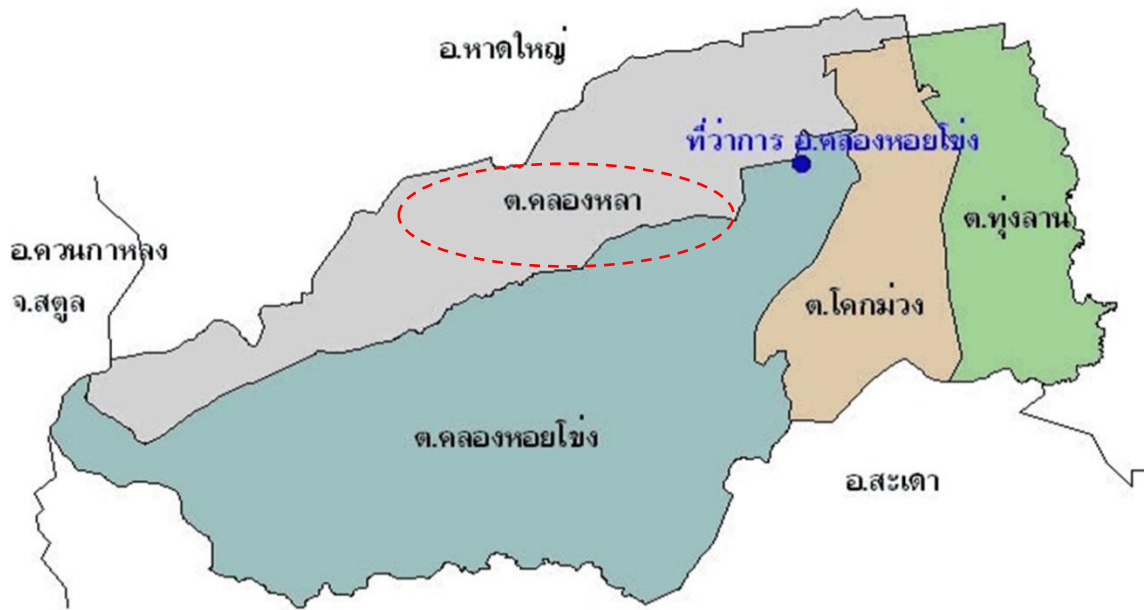 อ.หาดใหญ่
ที่ว่าการ อ.คลองหอยโข่ง
ต.คลองหลา
ต.ทุ่งลาน
อ.ควนกาหลง
จ.สตูล
ต.โคกม่วง
ต.คลองหอยโข่ง
อ.สะเดา